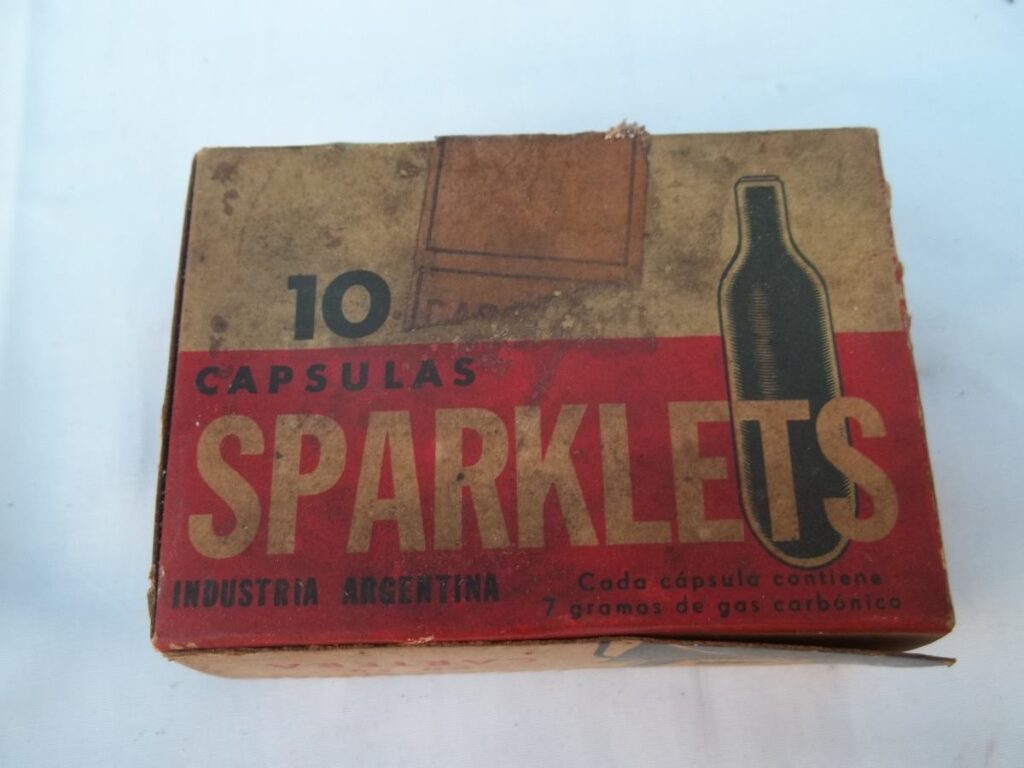 10
CAPSULAS
SPARKLETS
INDUSTRIA ARGENTINA
Cada cápsula contiene
7 gramos de gas carbónico